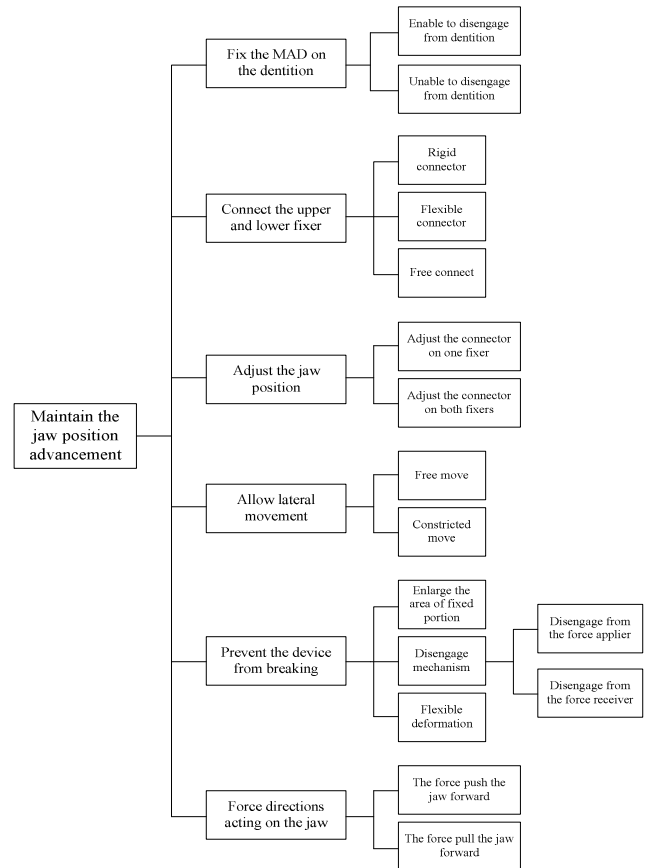 Maintain the
jaw position
advancement
Fix the MAD on
the dentition
Enable to disengage
from dentition
Unable to disengage
from dentition
Connect the upper
and lower fixer
Rigid
connector
Flexible
connector
Free connect
Adjust the jaw
position
Adjust the connector
on one fixer
Adjust the connector
on both fixers
Allow lateral
movement
Free move
Constricted
move
Prevent the device
from breaking
Enlarge the
area of fixed
portion
Disengage
mechanism
Disengage from
the force applier
Disengage from
the force receiver
Flexible
deformation
Force directions
acting on the jaw
The force push the
jaw forward
The force pull the jaw
forward